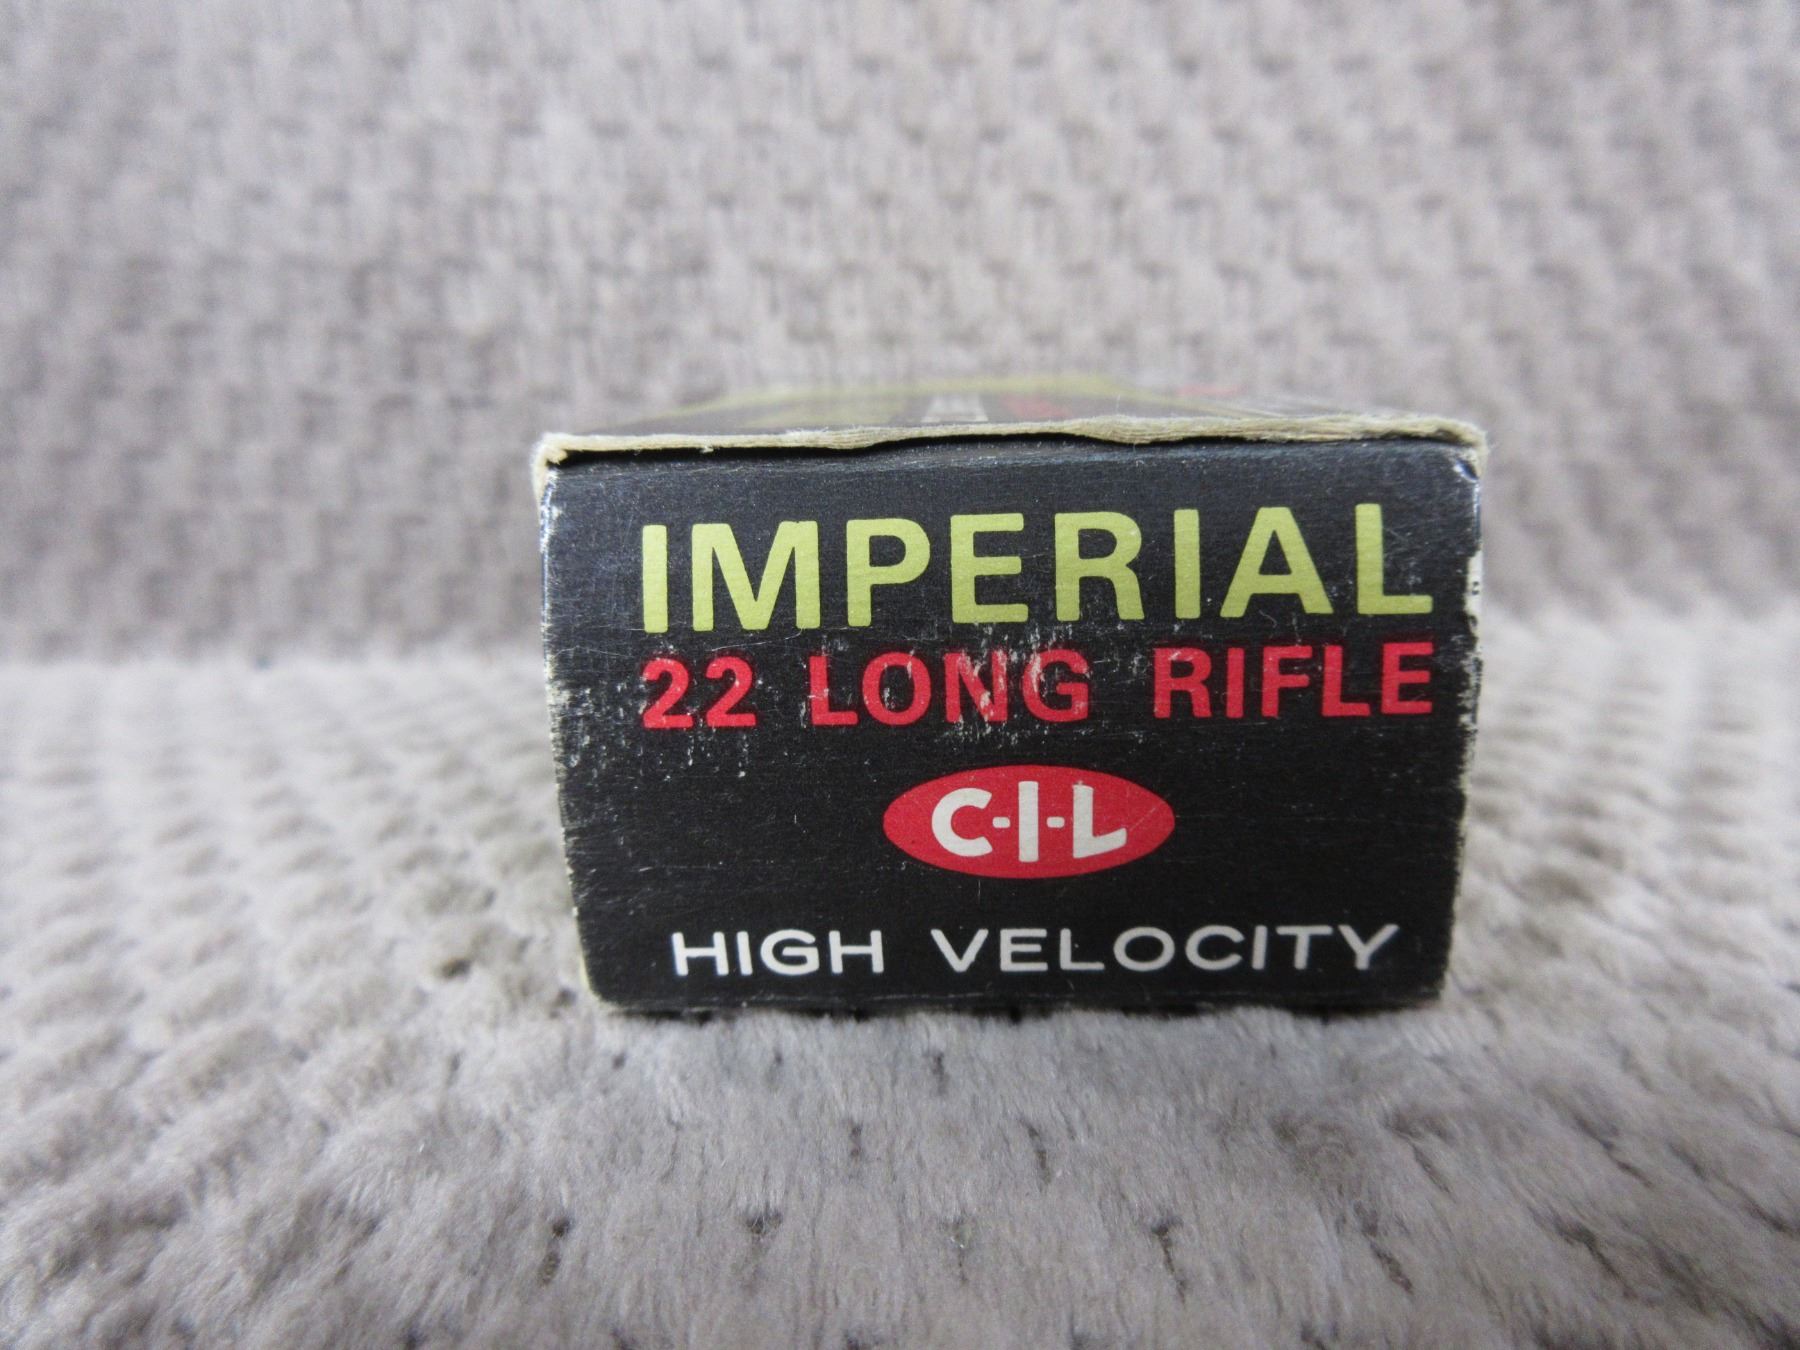 IMPERIAL
22 LONG RIFLE
C-I-L
HIGH VELOCITY